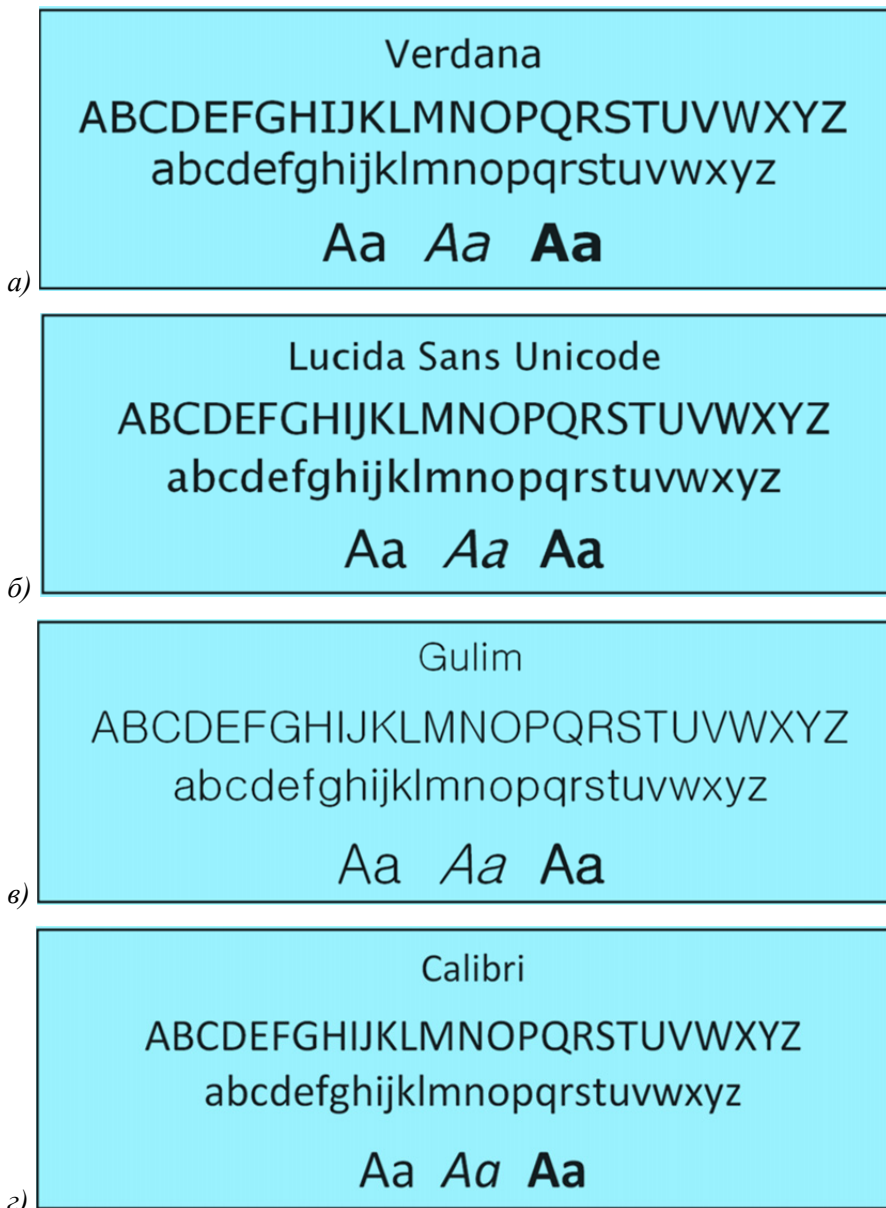 Verdana
ABCDEFGHIJKLMNOPQRSTUVWXYZ
abcdefghijklmnopqrstuvwxyz
Aa Aa Aa
а)
Lucida Sans Unicode
ABCDEFGHIJKLMNOPQRSTUVWXYZ
abcdefghijklmnopqrstuvwxyz
Aa Aa Aa
б)
Gulim
ABCDEFGHIJKLMNOPQRSTUVWXYZ
abcdefghijklmnopqrstuvwxyz
Aa Aa Aa
в)
Calibri
ABCDEFGHIJKLMNOPQRSTUVWXYZ
abcdefghijklmnopqrstuvwxyz
Aa Aa Aa
г)